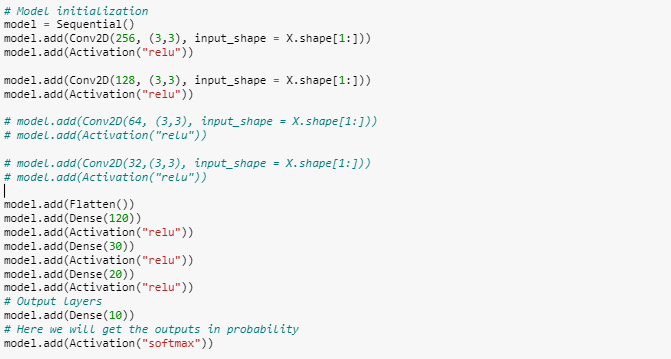 # Model initialization
model = Sequential()
model.add(Conv2D(256, (3,3), input_shape = X.shape[1:]))
model.add(Activation("relu"))
model.add(Conv2D(128, (3,3), input_shape = X.shape[1:]))
model.add(Activation("relu"))
# model.add(Conv2D(64, (3,3), input_shape = X.shape[1:]))
# model.add(Activation("relu"))
# model.add(Conv2D(32,(3,3), input_shape = X.shape[1:]))
# model.add(Activation("relu"))
model.add(Flatten())
model.add(Dense(120))
model.add(Activation("relu"))
model.add(Dense(30))
model.add(Activation("relu"))
model.add(Dense(20))
model.add(Activation("relu"))
# Output layers
model.add(Dense(10))
# Here we will get the outputs in probability
model.add(Activation("softmax"))